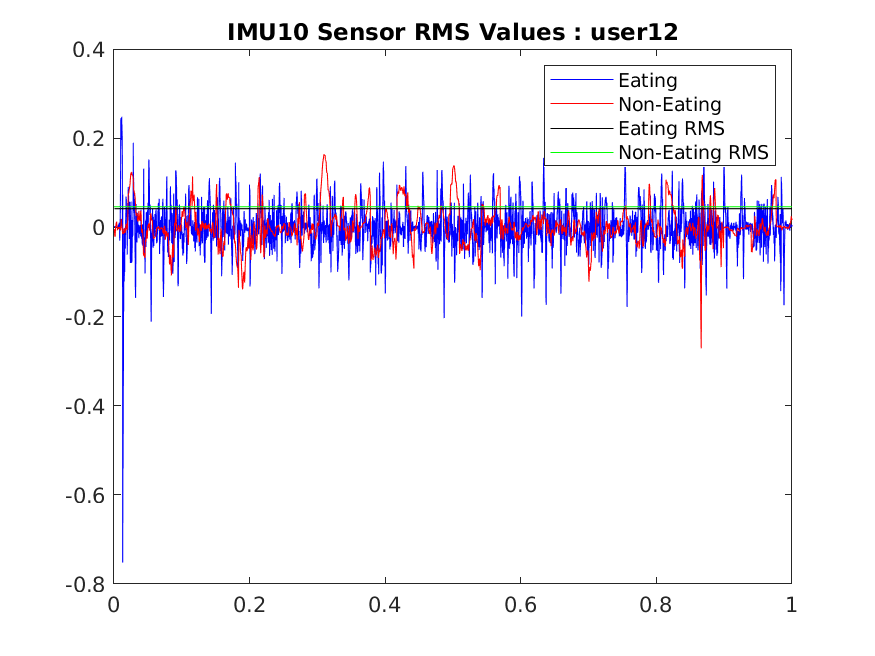 IMU10 Sensor RMS Values : user12
0.4
0.2
0
-0.2
-0.4
-0.6
-0.8
Eating
Non-Eating
Eating RMS
Non-Eating RMS
0 0.2 0.4 0.6 0.8 1